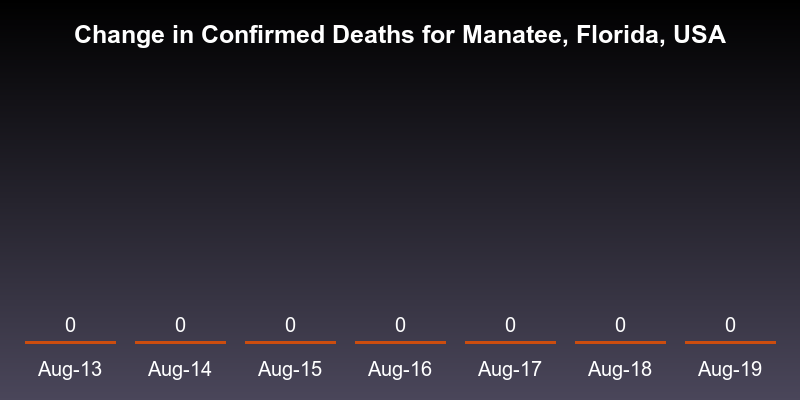 Change in Confirmed Deaths for Manatee, Florida, USA
0 0 0 0 0 0 0
Aug-13 Aug-14 Aug-15 Aug-16 Aug-17 Aug-18 Aug-19